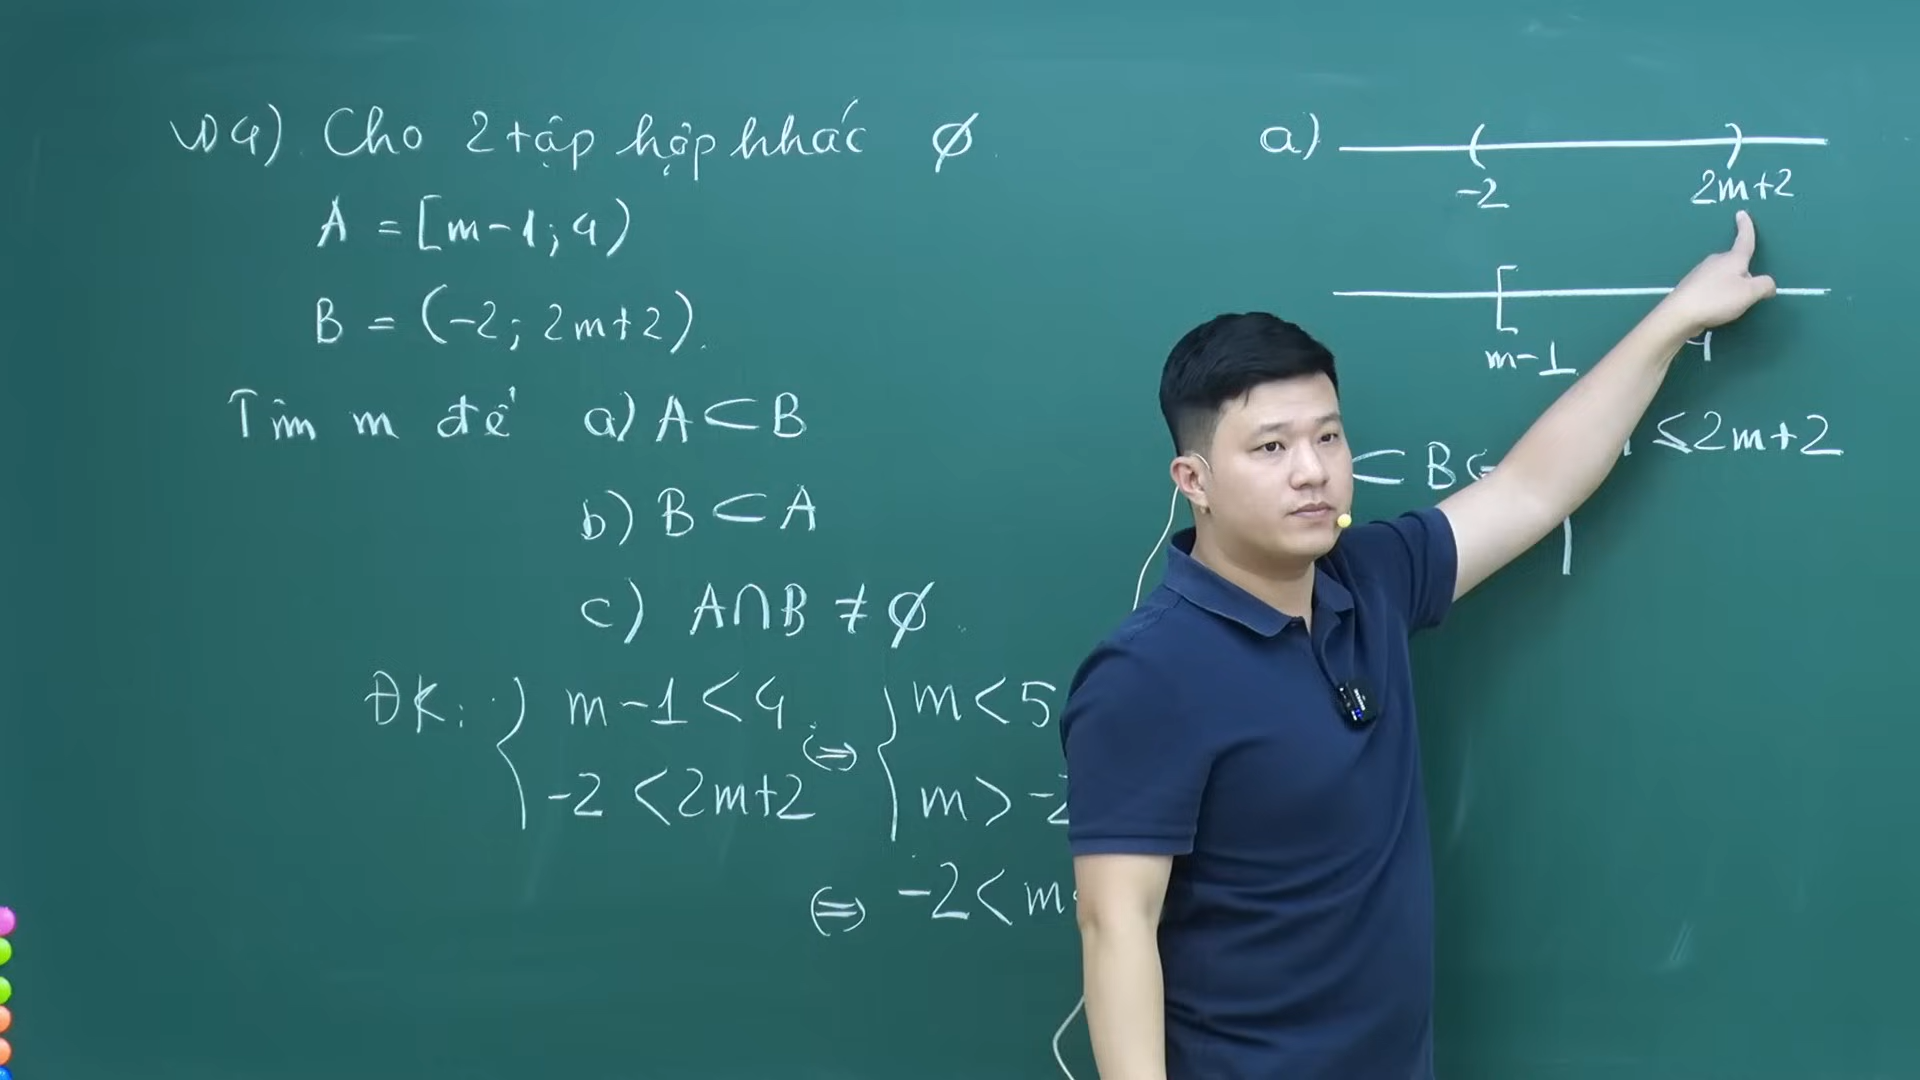 VD4) Cho 2 tập hợp khác ∅
A = [m-1; 4)
B = (-2; 2m+2).
Tìm m để a) A ⊂ B
b) B ⊂ A
c) A∩B ≠ ∅.
ĐK: { m-1 < 4 ⇔ { m < 5
-2 < 2m+2 m > -2
⇔ -2 < m
a)
( )
-2 2m+2
[
m-1 4
⊂ B ≤ 2m+2